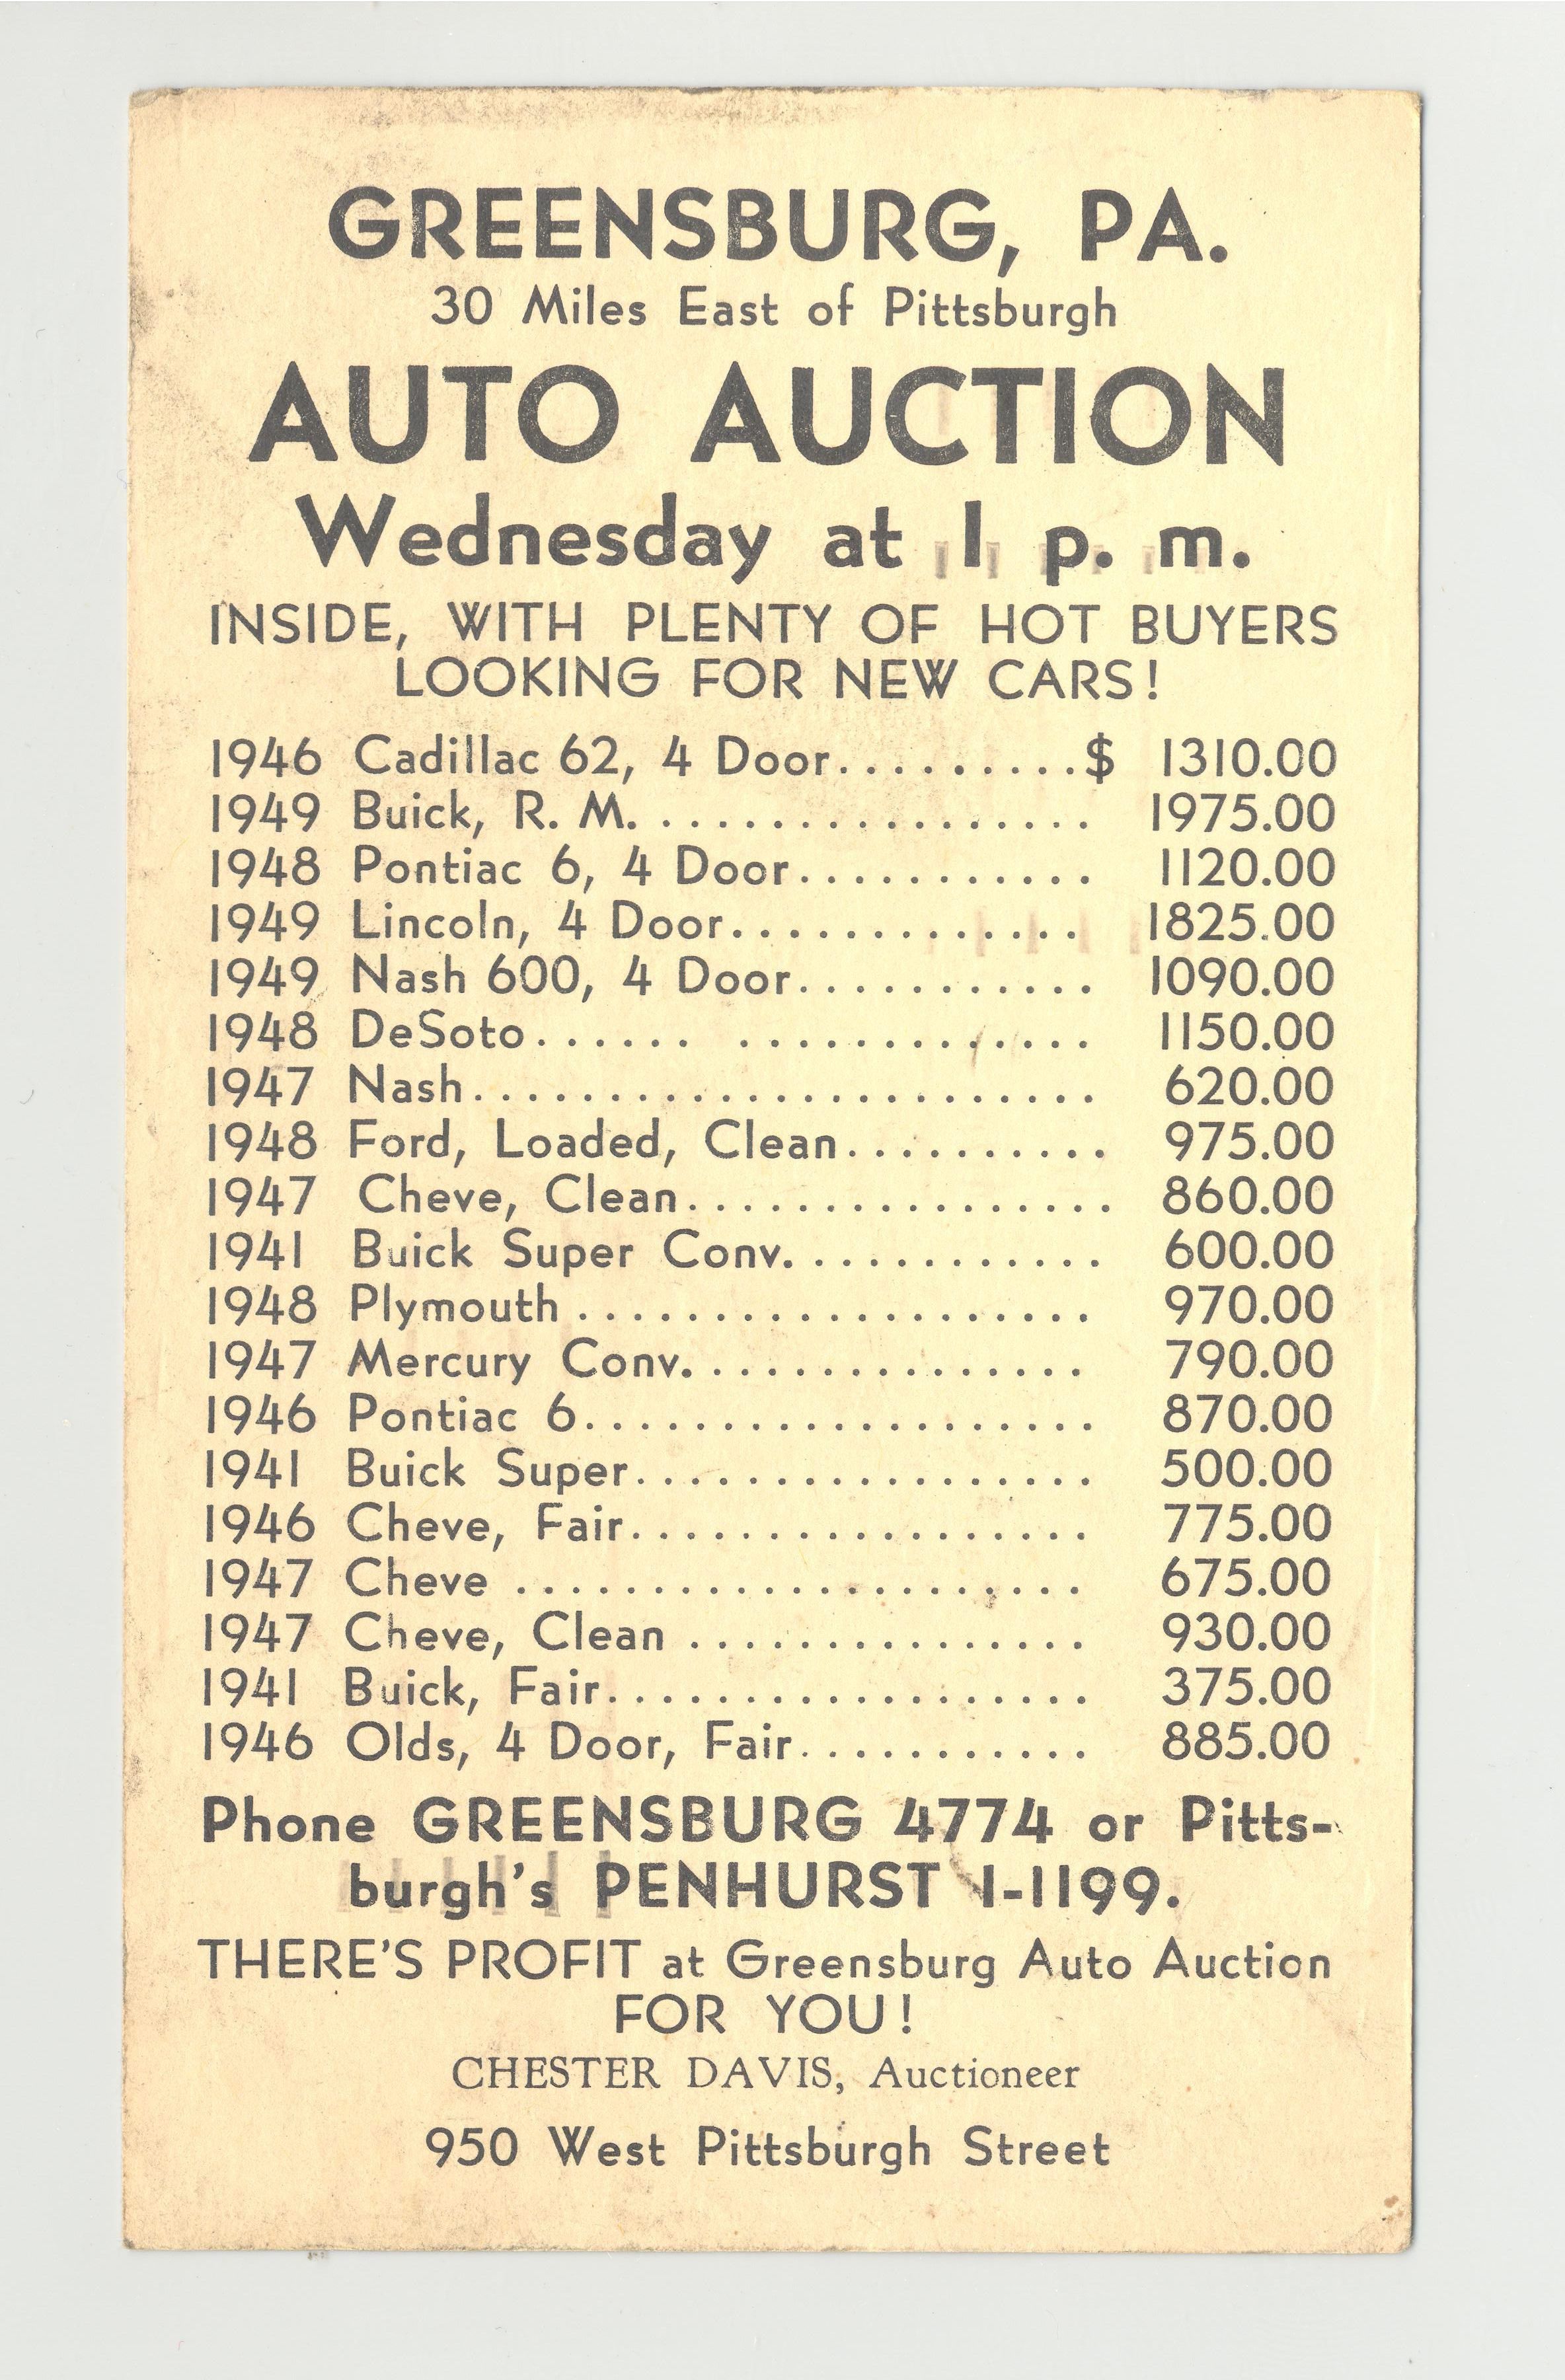 GREENSBURG, PA.
30 Miles East of Pittsburgh
AUTO AUCTION
Wednesday at 1 p. m.
INSIDE, WITH PLENTY OF HOT BUYERS
LOOKING FOR NEW CARS!
1946 Cadillac 62, 4 Door..........$ 1310.00
1949 Buick, R. M. ................. 1975.00
1948 Pontiac 6, 4 Door........... 1120.00
1949 Lincoln, 4 Door............. 1825.00
1949 Nash 600, 4 Door........... 1090.00
1948 DeSoto...... ............. 1150.00
1947 Nash....................... 620.00
1948 Ford, Loaded, Clean.......... 975.00
1947 Cheve, Clean................ 860.00
1941 Buick Super Conv............. 600.00
1948 Plymouth ................... 970.00
1947 Mercury Conv. .............. 790.00
1946 Pontiac 6................... 870.00
1941 Buick Super................. 500.00
1946 Cheve, Fair................. 775.00
1947 Cheve ..................... 675.00
1947 Cheve, Clean ............... 930.00
1941 Buick, Fair.................. 375.00
1946 Olds, 4 Door, Fair........... 885.00
Phone GREENSBURG 4774 or Pitts-
burgh's PENHURST 1-1199.
THERE'S PROFIT at Greensburg Auto Auction
FOR YOU!
CHESTER DAVIS, Auctioneer
950 West Pittsburgh Street